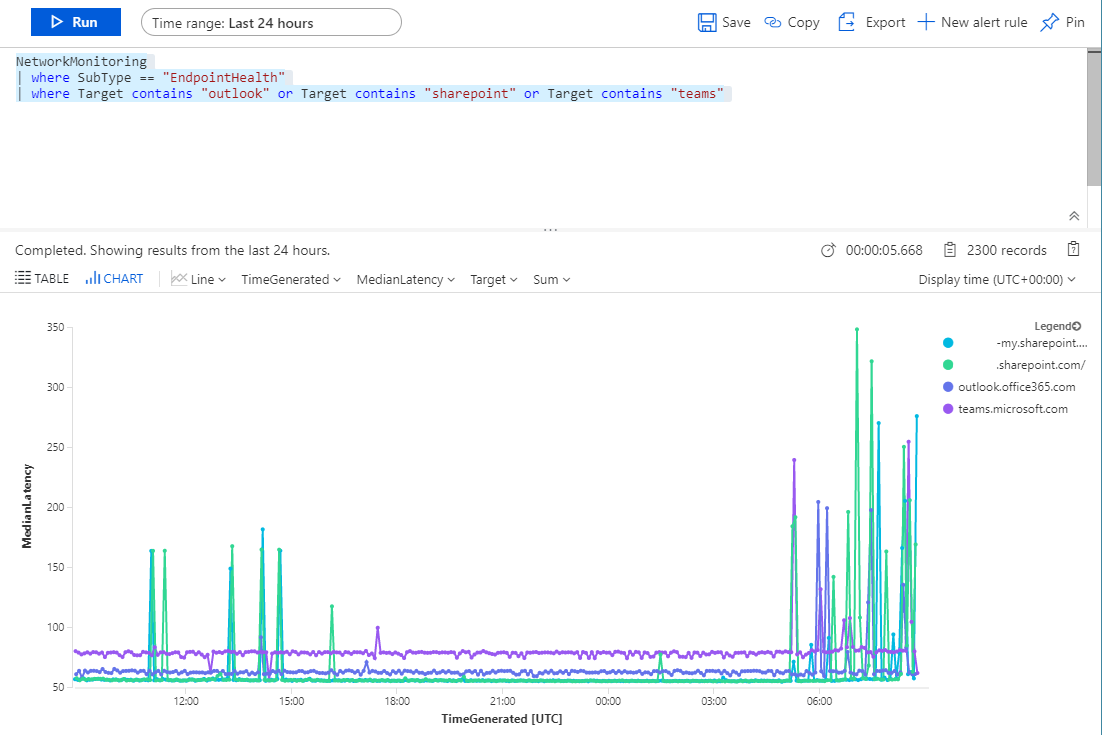 Run
Time range: Last 24 hours
Save
Copy
Export
New alert rule
Pin
NetworkMonitoring
| where SubType == "EndpointHealth"
| where Target contains "outlook" or Target contains "sharepoint" or Target contains "teams"
...
Completed. Showing results from the last 24 hours.
00:00:05.668
2300 records
TABLE
CHART
Line
TimeGenerated
MedianLatency
Target
Sum
Display time (UTC+00:00)
Legend
-my.sharepoint....
.sharepoint.com/
outlook.office365.com
teams.microsoft.com
MedianLatency
350
300
250
200
150
100
50
12:00
15:00
18:00
21:00
00:00
03:00
06:00
TimeGenerated [UTC]